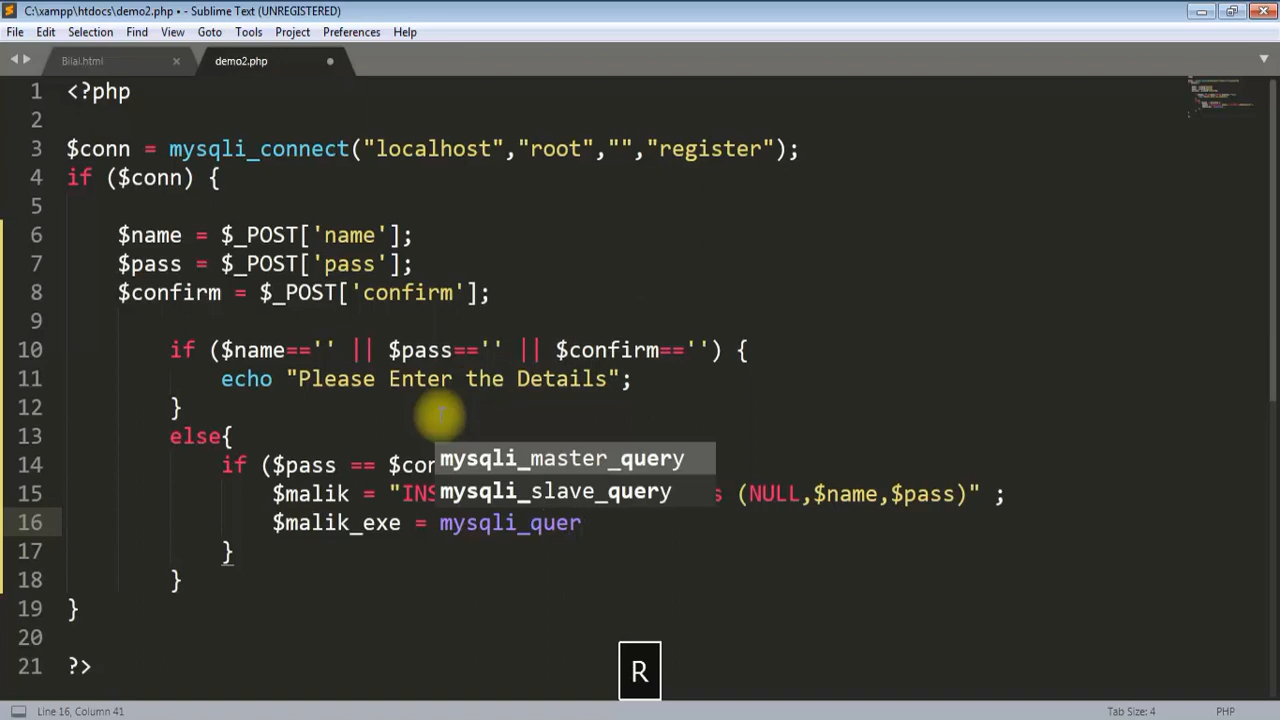 C:\xampp\htdocs\demo2.php • - Sublime Text (UNREGISTERED)
File Edit Selection Find View Goto Tools Project Preferences Help
Bilal.html demo2.php
1 <?php
2
3 $conn = mysqli_connect("localhost","root","","register");
4 if ($conn) {
5
6 $name = $_POST['name'];
7 $pass = $_POST['pass'];
8 $confirm = $_POST['confirm'];
9
10 if ($name=='' || $pass=='' || $confirm=='') {
11 echo "Please Enter the Details";
12 }
13 else{
mysqli_master_query
14 if ($pass == $con
mysqli_slave_query
15 $malik = "INS s (NULL,$name,$pass)" ;
16 $malik_exe = mysqli_quer
17 }
18 }
19 }
20
21 ?>
R
Line 16, Column 41 Tab Size: 4 PHP